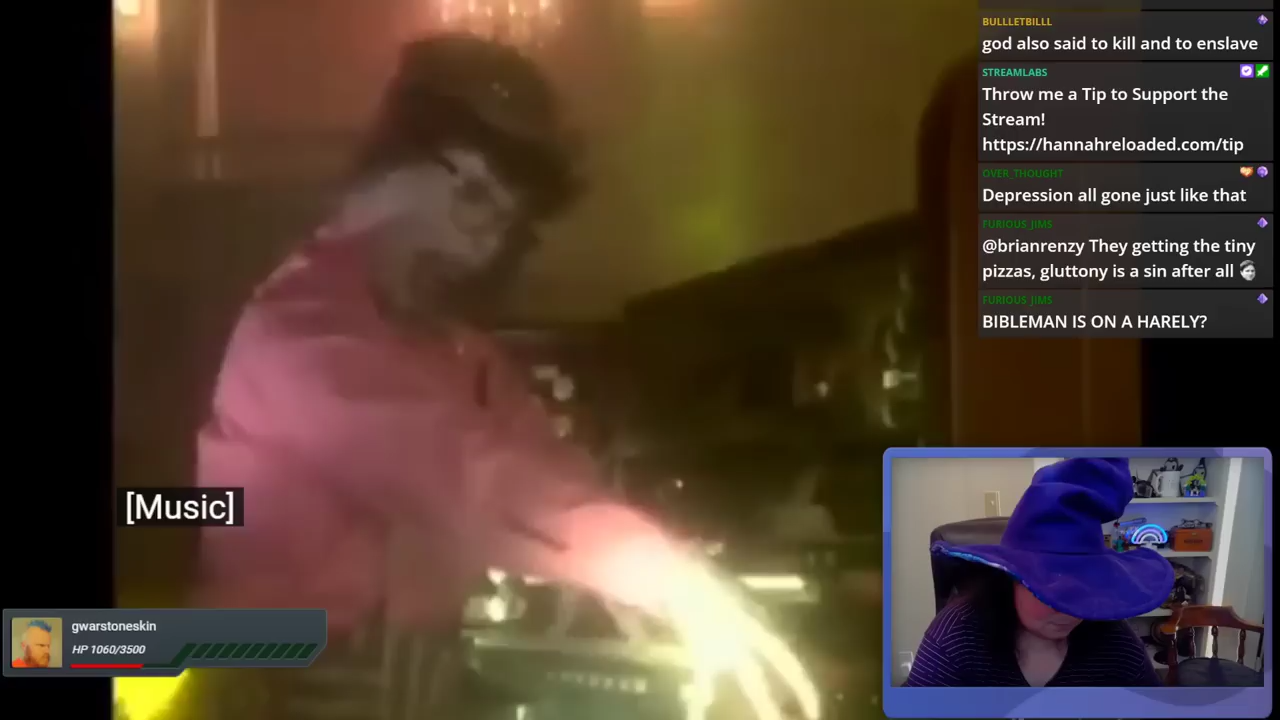 BULLLETBILLL
god also said to kill and to enslave
STREAMLABS
Throw me a Tip to Support the
Stream!
https://hannahreloaded.com/tip
OVER_THOUGHT
Depression all gone just like that
FURIOUS_JIMS
@brianrenzy They getting the tiny
pizzas, gluttony is a sin after all
FURIOUS_JIMS
BIBLEMAN IS ON A HARELY?
[Music]
gwarstoneskin
HP 1060/3500